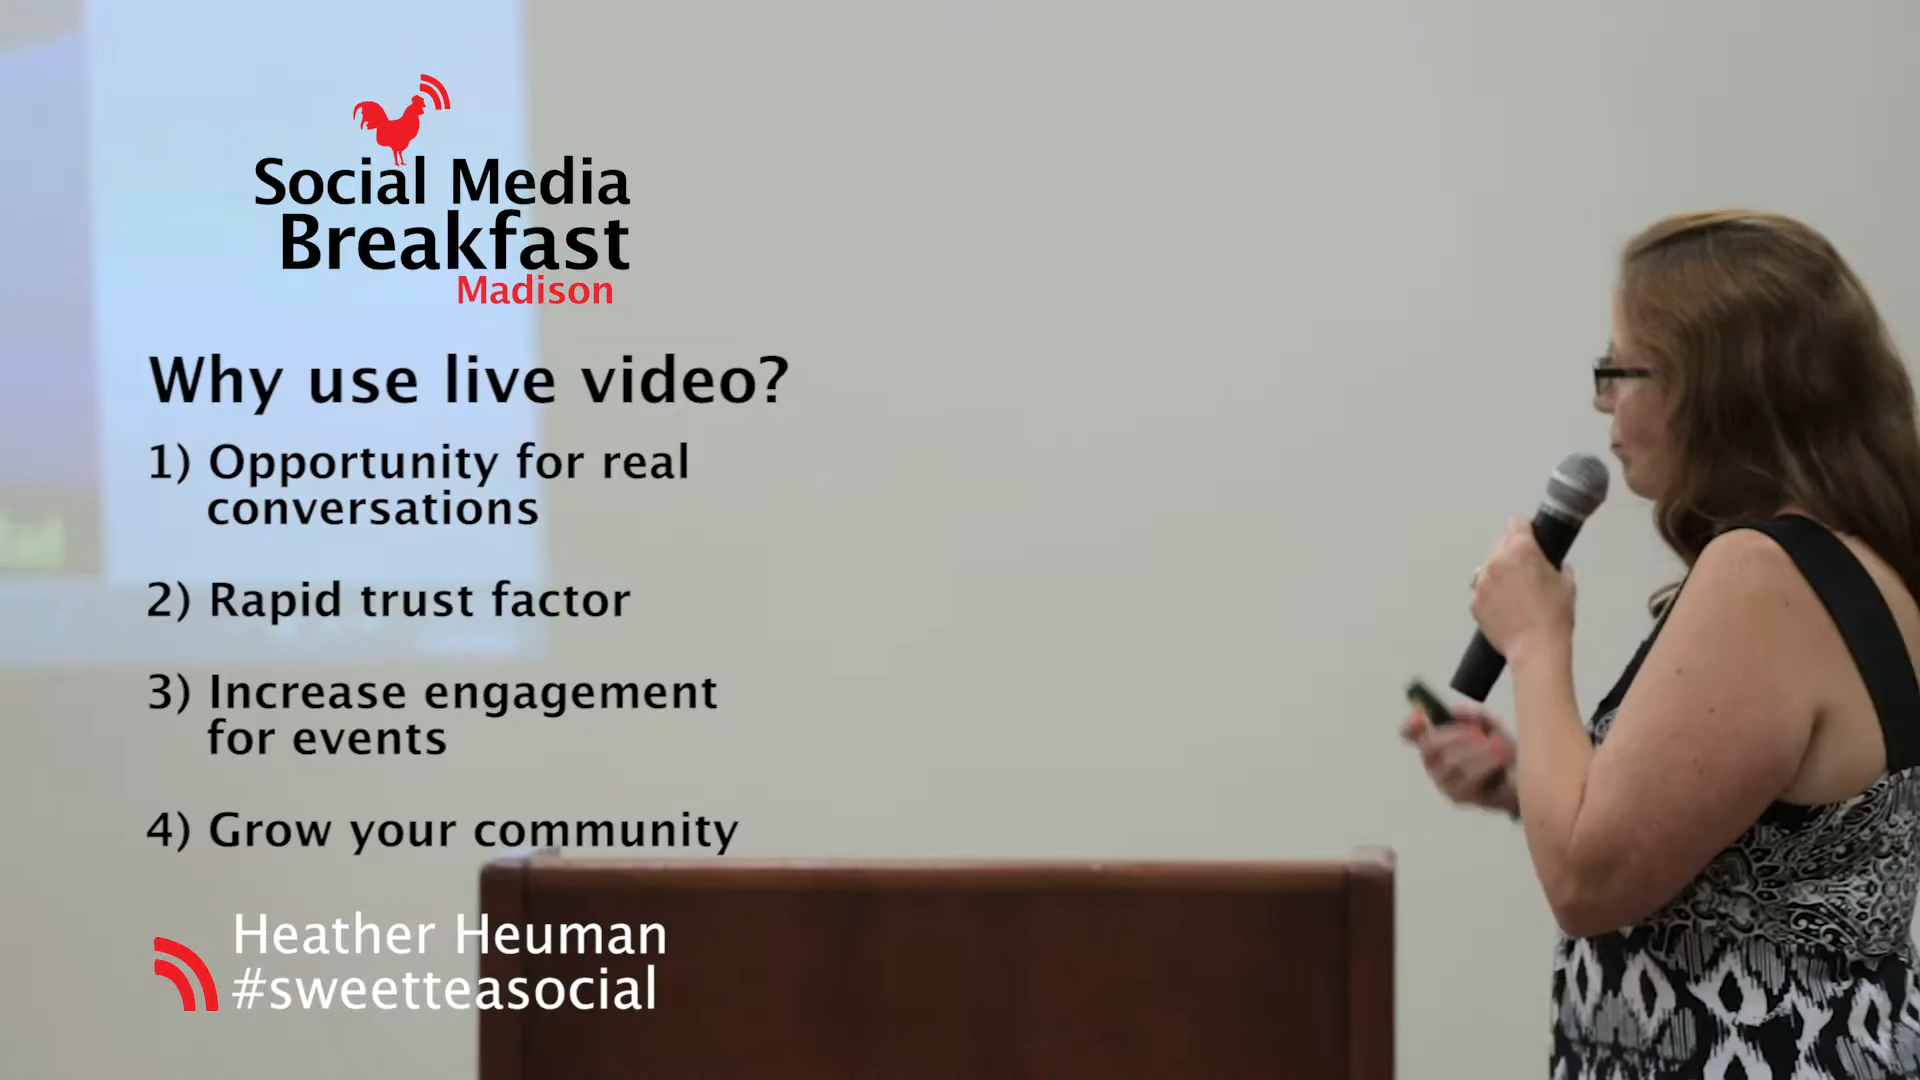 Social Media
Breakfast
Madison
Why use live video?
1) Opportunity for real
conversations
2) Rapid trust factor
3) Increase engagement
for events
4) Grow your community
Heather Heuman
#sweetteasocial